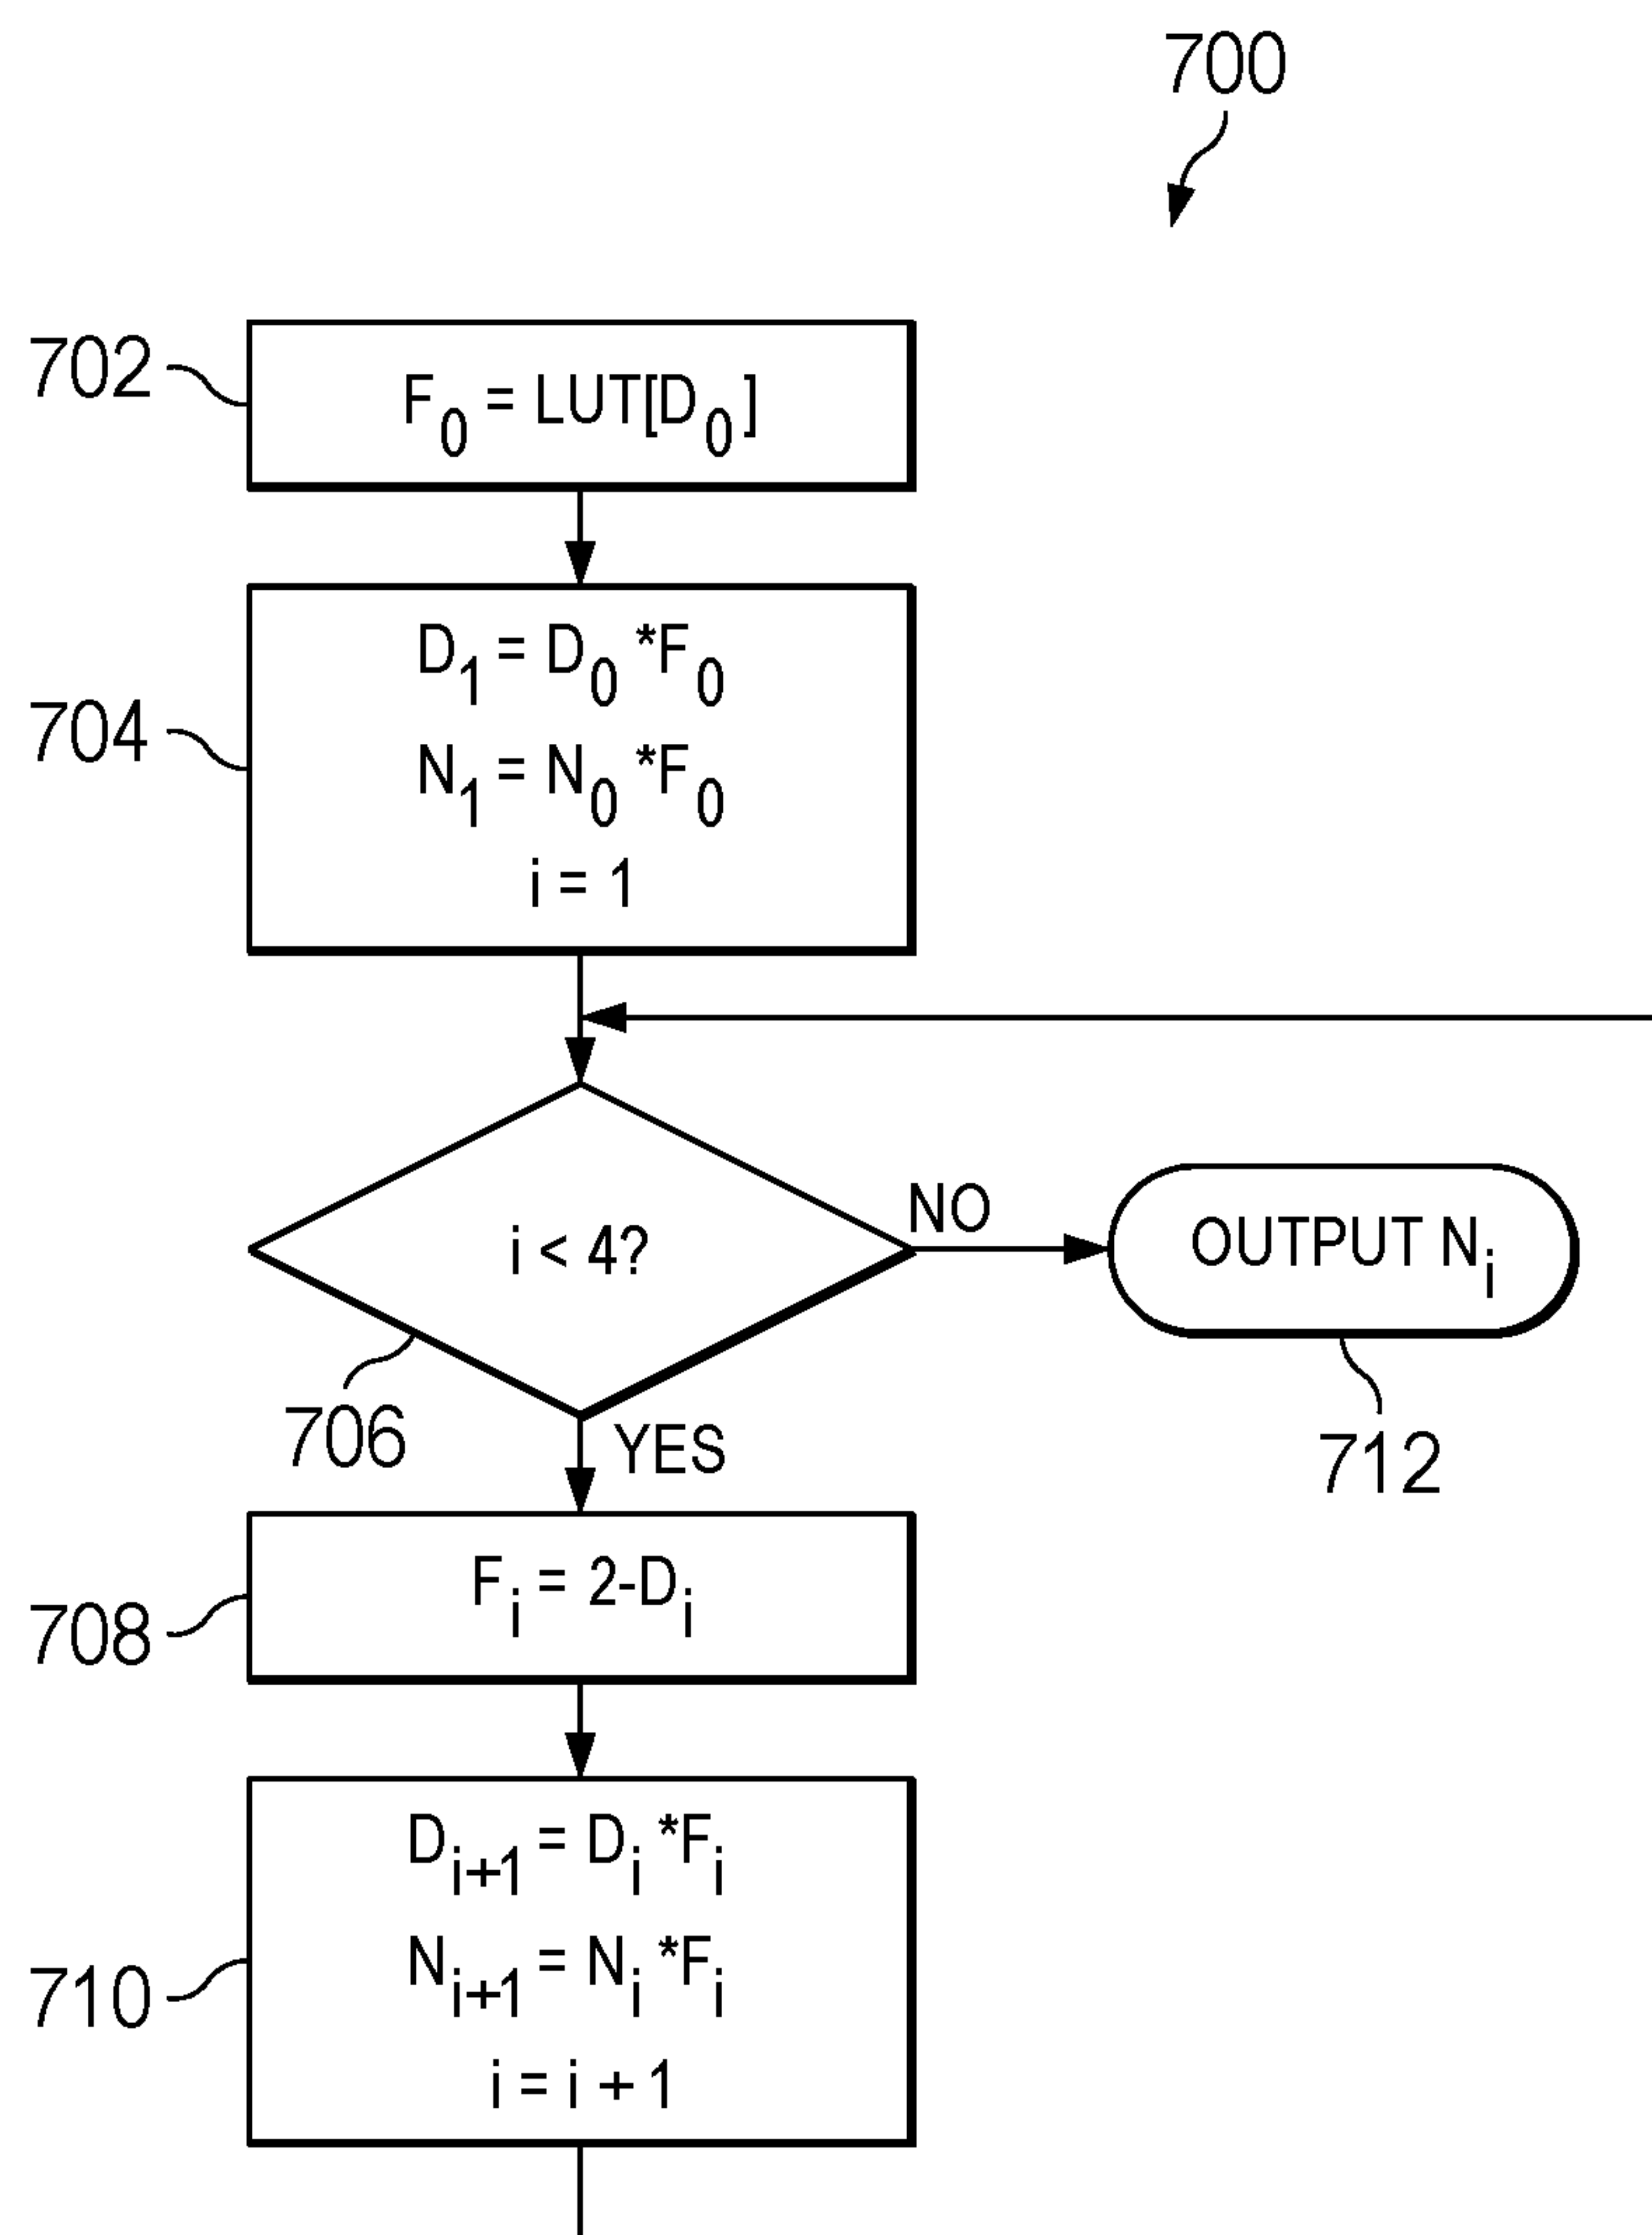 700
702
F₀ = LUT[D₀]
704
D₁ = D₀ *F₀
N₁ = N₀ *F₀
i = 1
i < 4?
NO
OUTPUT Nᵢ
706
YES
712
708
Fᵢ = 2-Dᵢ
710
Dᵢ₊₁ = Dᵢ *Fᵢ
Nᵢ₊₁ = Nᵢ *Fᵢ
i = i + 1